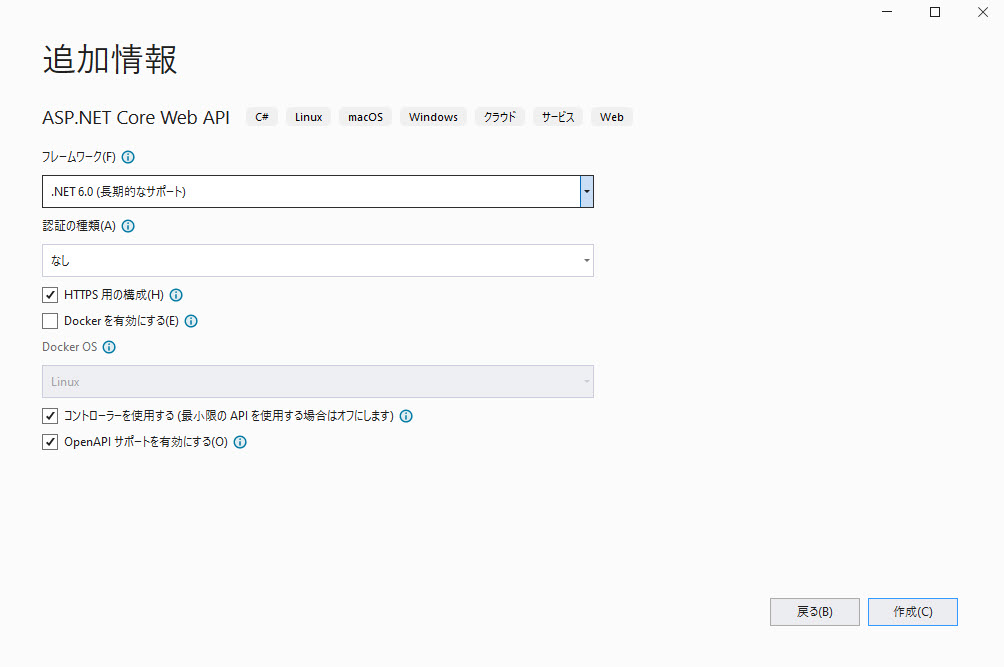 追加情報
ASP.NET Core Web API C# Linux macOS Windows クラウド サービス Web
フレームワーク(F)
.NET 6.0 (長期的なサポート)
認証の種類(A)
なし
HTTPS 用の構成(H)
Docker を有効にする(E)
Docker OS
Linux
コントローラーを使用する (最小限の API を使用する場合はオフにします)
OpenAPI サポートを有効にする(O)
戻る(B) 作成(C)